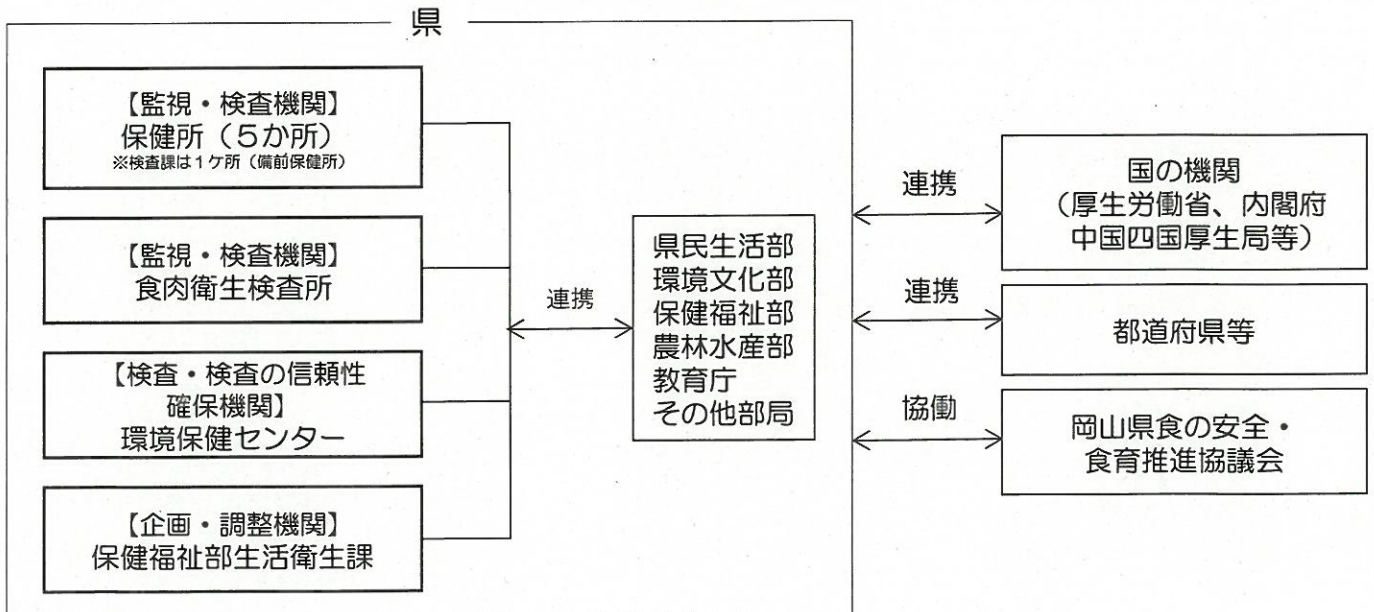 県
【監視・検査機関】
保健所（５か所）
※検査課は１ケ所（備前保健所）
【監視・検査機関】
食肉衛生検査所
【検査・検査の信頼性
確保機関】
環境保健センター
【企画・調整機関】
保健福祉部生活衛生課
連携
県民生活部
環境文化部
保健福祉部
農林水産部
教育庁
その他部局
連携
国の機関
（厚生労働省、内閣府
中国四国厚生局等）
連携
都道府県等
協働
岡山県食の安全・
食育推進協議会